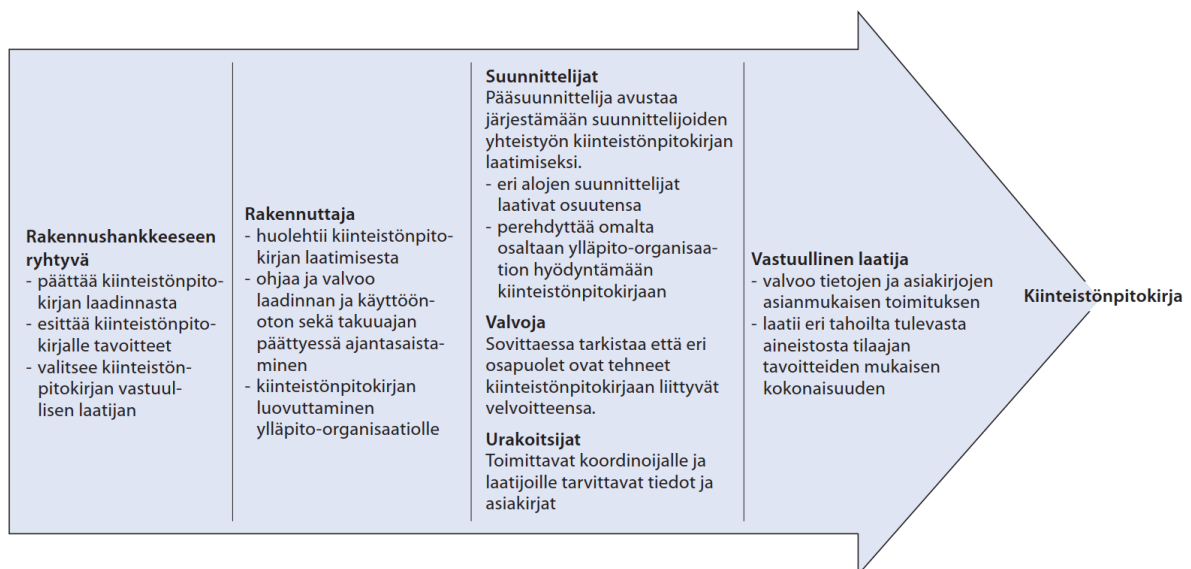 Rakennushankkeeseen
ryhtyvä
- päättää kiinteistönpito-
kirjan laadinnasta
- esittää kiinteistönpito-
kirjalle tavoitteet
- valitsee kiinteistön-
pitokirjan vastuul-
lisen laatijan
Rakennuttaja
- huolehtii kiinteistönpito-
kirjan laatimisesta
- ohjaa ja valvoo
laadinnan ja käyttöön-
oton sekä takuuajan
päättyessä ajantasaista-
minen
- kiinteistönpitokirjan
luovuttaminen
ylläpito-organisaatiolle
Suunnittelijat
Pääsuunnittelija avustaa
järjestämään suunnittelijoiden
yhteistyön kiinteistönpitokirjan
laatimiseksi.
- eri alojen suunnittelijat
laativat osuutensa
- perehdyttää omalta
osaltaan ylläpito-organisaa-
tion hyödyntämään
kiinteistönpitokirjaan
Valvoja
Sovittaessa tarkistaa että eri
osapuolet ovat tehneet
kiinteistönpitokirjaan liittyvät
velvoitteensa.
Urakoitsijat
Toimittavat koordinoijalle ja
laatijoille tarvittavat tiedot ja
asiakirjat
Vastuullinen laatija
- valvoo tietojen ja asiakirjojen
asianmukaisen toimituksen
- laatii eri tahoilta tulevasta
aineistosta tilaajan
tavoitteiden mukaisen
kokonaisuuden
Kiinteistönpitokirja